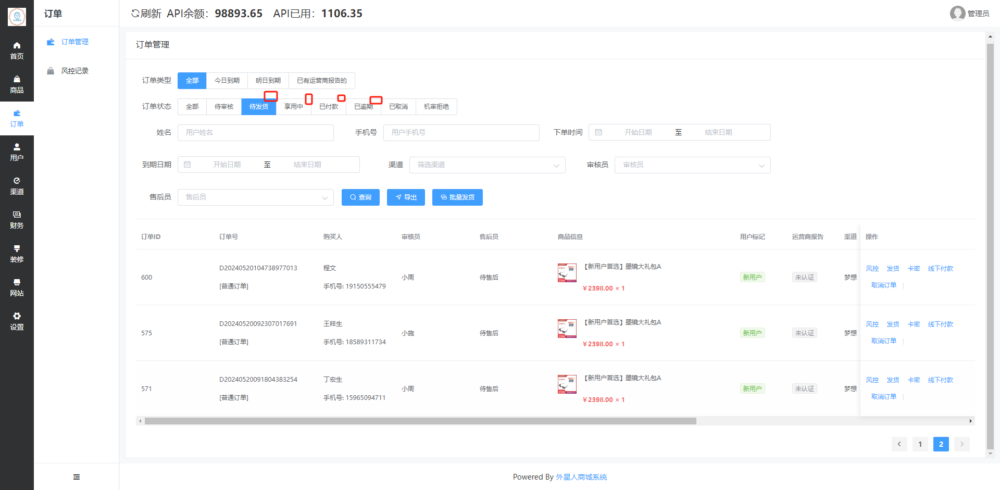 订单
刷新 API余额：98893.65 API已用：1106.35
管理员
首页
商品
订单
用户
渠道
财务
装修
网站
设置
订单管理
风控记录
订单管理
订单类型 全部 今日到期 明日到期 已有运营商报告的
订单状态 全部 待审核 待发货 享用中 已付款 已逾期 已取消 机审拒绝
姓名 用户姓名 手机号 用户手机号 下单时间 开始日期 至 结束日期
到期日期 开始日期 至 结束日期 渠道 筛选渠道 审核员 审核员
售后员 售后员 查询 导出 批量发货
订单ID 订单号 购买人 审核员 售后员 商品信息 用户标记 运营商报告 渠道 操作
600 D20240520104738977013 [普通订单] 程文 手机号: 19150555479 小周 待售后 【新用户首选】墨镜大礼包A ￥2398.00 × 1 新用户 未认证 梦想 风控 发货 卡密 线下付款 取消订单
575 D20240520092307017691 [普通订单] 王样生 手机号: 18589311734 小施 待售后 【新用户首选】墨镜大礼包A ￥2398.00 × 1 新用户 未认证 梦想 风控 发货 卡密 线下付款 取消订单
571 D20240520091804383254 [普通订单] 丁宏生 手机号: 15965094711 小周 待售后 【新用户首选】墨镜大礼包A ￥2398.00 × 1 新用户 未认证 梦想 风控 发货 卡密 线下付款 取消订单
1 2
Powered By 外星人商城系统